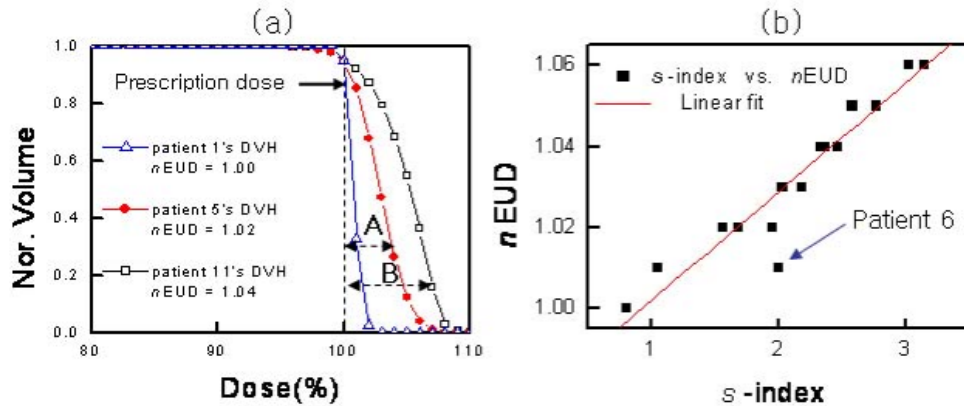 (a)
1.0
0.8
0.6
0.4
0.2
0.0
80
90
100
110
Nor. Volume
Dose(%)
Prescription dose
patient 1's DVH
nEUD = 1.00
patient 5's DVH
nEUD = 1.02
patient 11's DVH
nEUD = 1.04
A
B
(b)
1.06
1.04
1.02
1.00
1
2
3
nEUD
s-index
s-index vs. nEUD
Linear fit
Patient 6